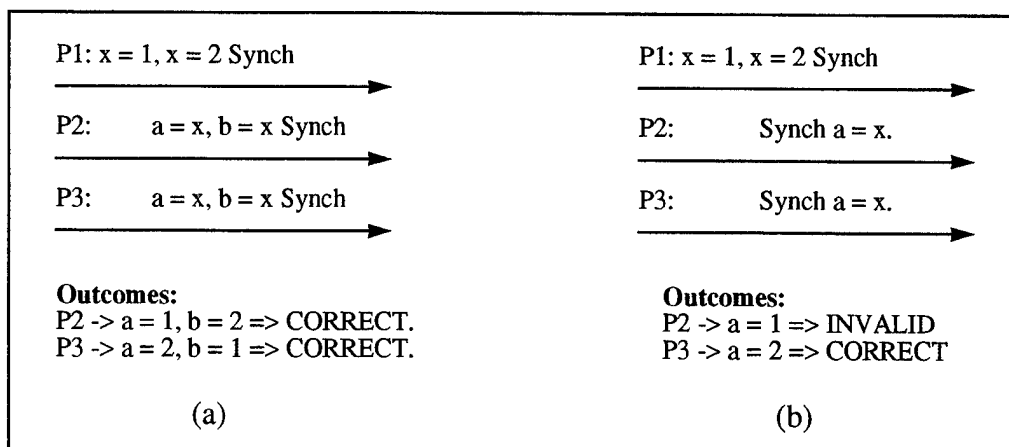 P1: x = 1, x = 2 Synch
P2: a = x, b = x Synch
P3: a = x, b = x Synch
Outcomes:
P2 -> a = 1, b = 2 => CORRECT.
P3 -> a = 2, b = 1 => CORRECT.
(a)
P1: x = 1, x = 2 Synch
P2: Synch a = x.
P3: Synch a = x.
Outcomes:
P2 -> a = 1 => INVALID
P3 -> a = 2 => CORRECT
(b)